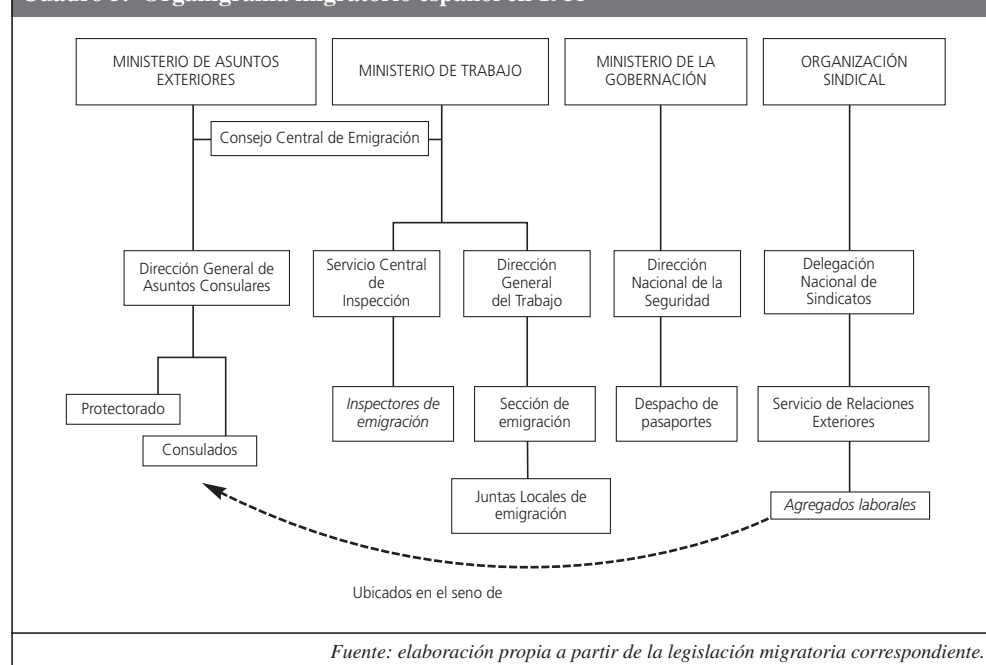 MINISTERIO DE ASUNTOS
EXTERIORES
MINISTERIO DE TRABAJO
MINISTERIO DE LA
GOBERNACIÓN
ORGANIZACIÓN
SINDICAL
Consejo Central de Emigración
Dirección General de
Asuntos Consulares
Servicio Central
de
Inspección
Dirección
General
del Trabajo
Dirección
Nacional de la
Seguridad
Delegación
Nacional de
Sindicatos
Protectorado
Consulados
Inspectores de
emigración
Sección de
emigración
Despacho de
pasaportes
Servicio de Relaciones
Exteriores
Juntas Locales de
emigración
Agregados laborales
Ubicados en el seno de
Fuente: elaboración propia a partir de la legislación migratoria correspondiente.